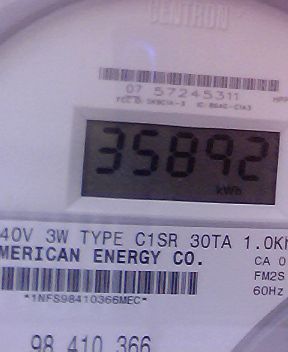 CENTRON
07 57245311
35892
kWh
40V 3W TYPE C1SR 30TA 1.0Kh
MERICAN ENERGY CO.
CA 0
FM2S
60Hz
*1NFS98410366MEC*
98 410 366